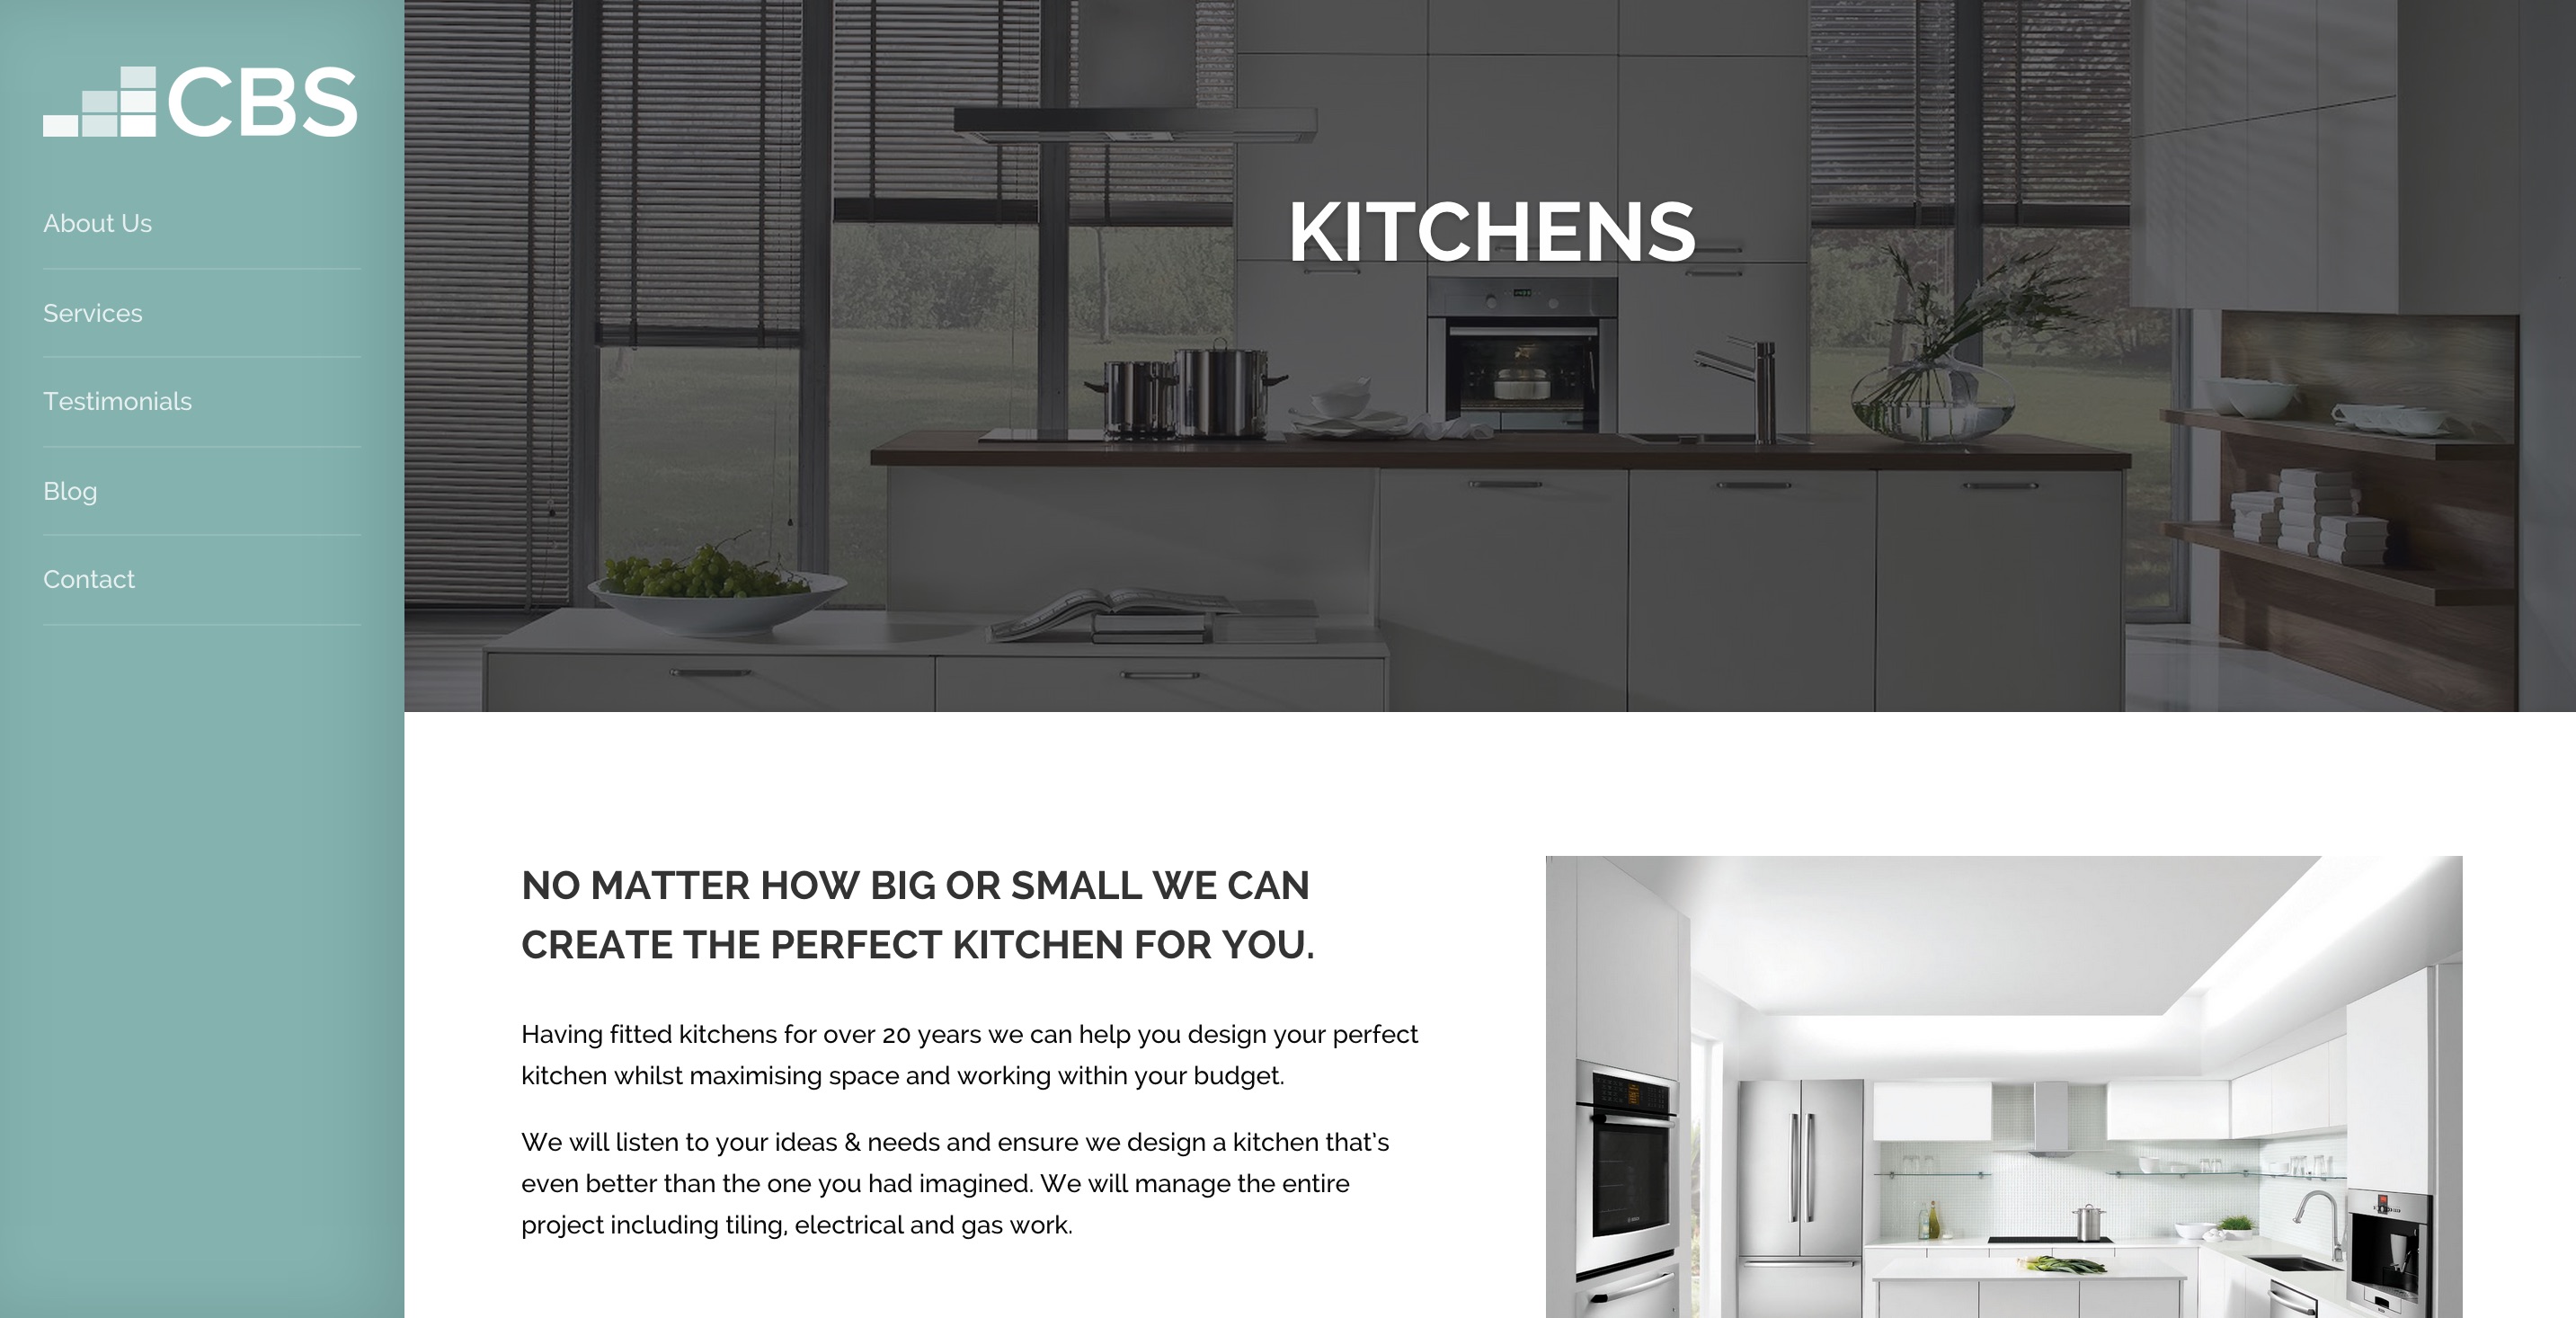 CBS
About Us
Services
Testimonials
Blog
Contact
KITCHENS
NO MATTER HOW BIG OR SMALL WE CAN
CREATE THE PERFECT KITCHEN FOR YOU.
Having fitted kitchens for over 20 years we can help you design your perfect
kitchen whilst maximising space and working within your budget.
We will listen to your ideas & needs and ensure we design a kitchen that's
even better than the one you had imagined. We will manage the entire
project including tiling, electrical and gas work.